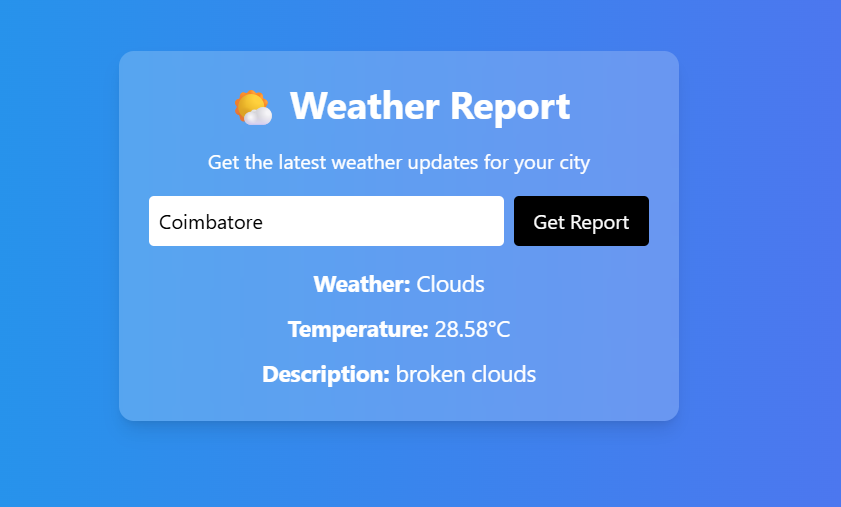 Weather Report
Get the latest weather updates for your city
Coimbatore Get Report
Weather: Clouds
Temperature: 28.58°C
Description: broken clouds